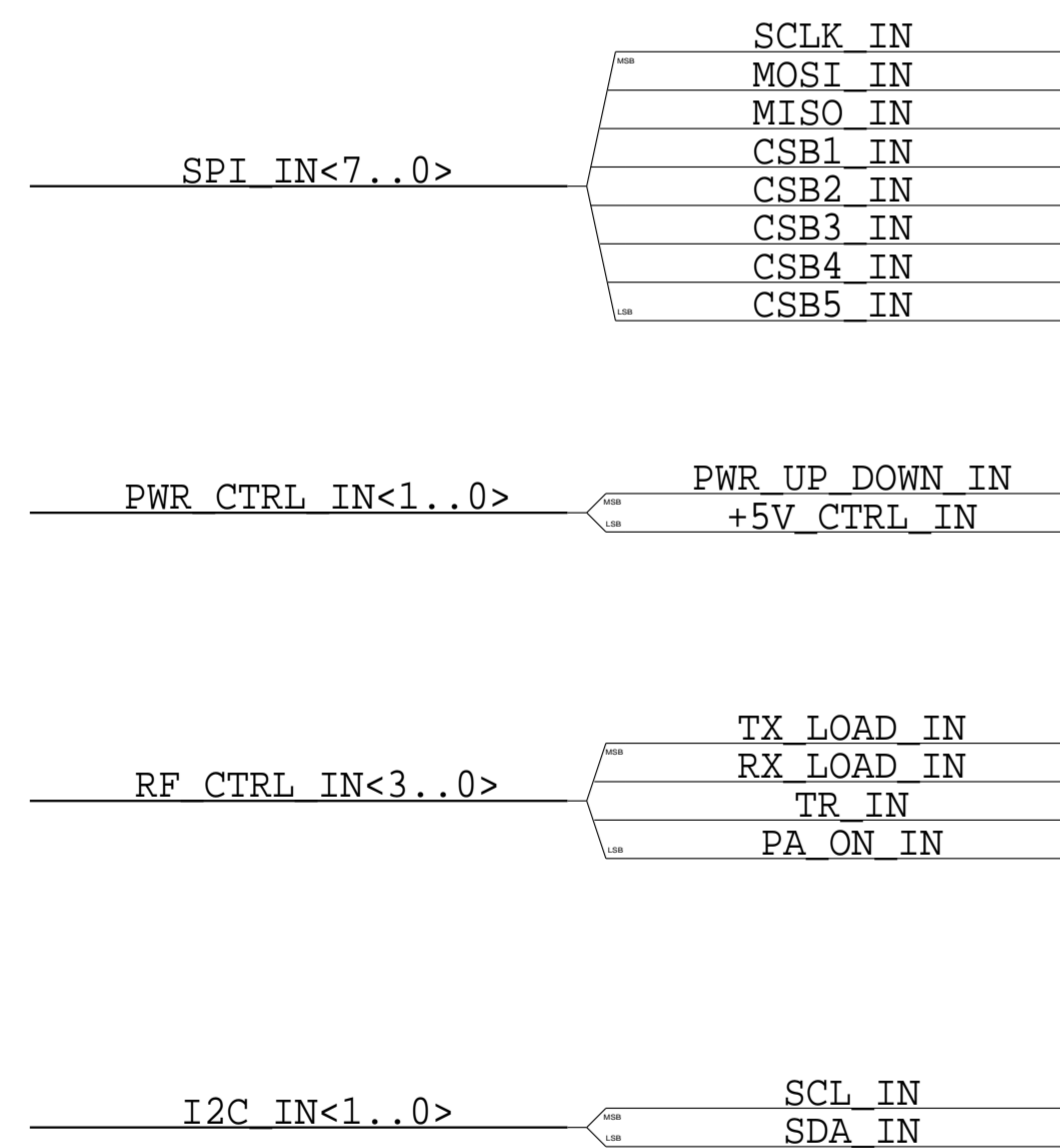 SCLK_IN
MSB
MOSI_IN
MISO_IN
CSB1_IN
SPI_IN<7..0>
CSB2_IN
CSB3_IN
CSB4_IN
CSB5_IN
LSB
PWR_UP_DOWN_IN
PWR_CTRL_IN<1..0>
MSB
+5V_CTRL_IN
LSB
TX_LOAD_IN
MSB
RX_LOAD_IN
RF_CTRL_IN<3..0>
TR_IN
PA_ON_IN
LSB
SCL_IN
I2C_IN<1..0>
MSB
SDA_IN
LSB